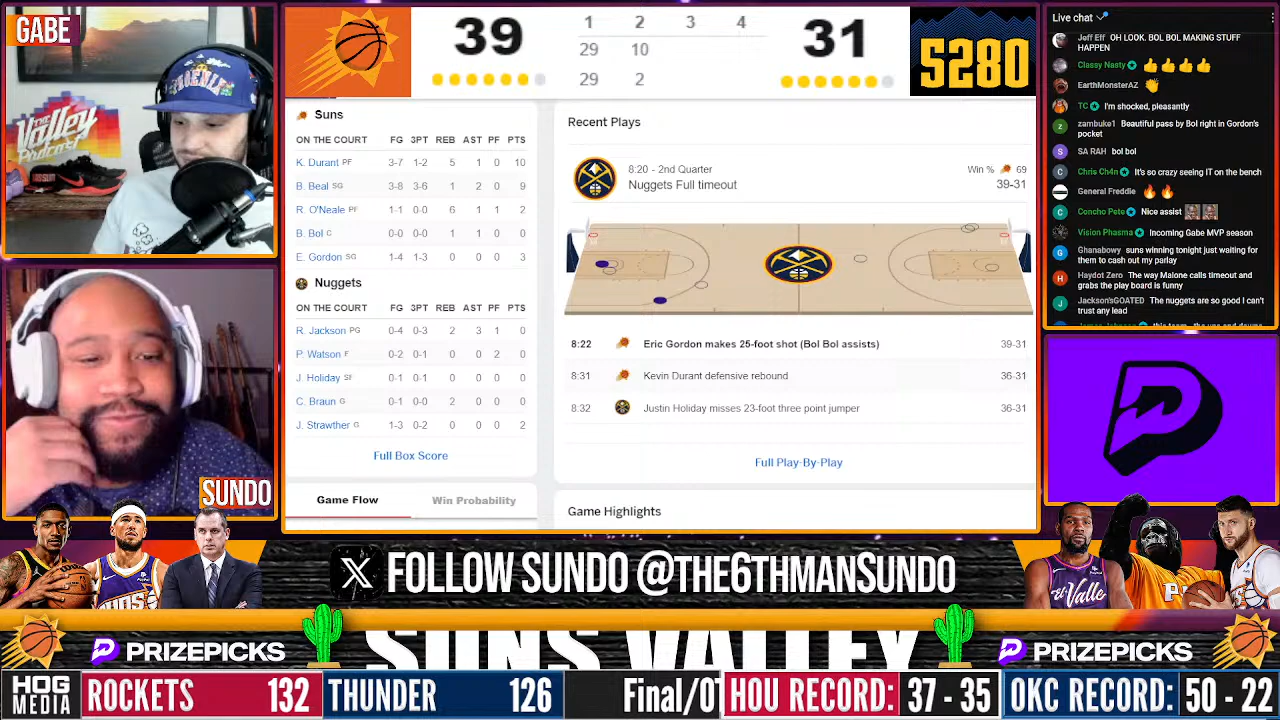 GABE
The
Valley
Podcast
39
1 2 3 4
29 10
29 2
31
5280
Suns
ON THE COURT FG 3PT REB AST PF PTS
K. Durant PF 3-7 1-2 5 1 0 10
B. Beal SG 3-8 3-6 1 2 0 9
R. O'Neale PF 1-1 0-0 6 1 1 2
B. Bol C 0-0 0-0 1 1 0 0
E. Gordon SG 1-4 1-3 0 0 0 3
Nuggets
ON THE COURT FG 3PT REB AST PF PTS
R. Jackson PG 0-4 0-3 2 3 1 0
P. Watson F 0-2 0-1 0 0 2 0
J. Holiday SF 0-1 0-1 0 0 0 0
C. Braun G 0-1 0-0 2 0 0 0
J. Strawther G 1-3 0-2 0 0 0 2
Full Box Score
Game Flow Win Probability
Recent Plays
8:20 - 2nd Quarter
Nuggets Full timeout
Win % 69
39-31
8:22 Eric Gordon makes 25-foot shot (Bol Bol assists) 39-31
8:31 Kevin Durant defensive rebound 36-31
8:32 Justin Holiday misses 23-foot three point jumper 36-31
Full Play-By-Play
Game Highlights
Live chat
Jeff Elf OH LOOK. BOL BOL MAKING STUFF
HAPPEN
Classy Nasty 👍👍👍👍
EarthMonsterAZ 👏
TC I'm shocked, pleasantly
zambuke1 Beautiful pass by Bol right in Gordon's
pocket
SA RAH bol bol
Chris Ch4n It's so crazy seeing IT on the bench
General Freddie 🔥🔥
Concho Pete Nice assist
Vision Phasma Incoming Gabe MVP season
Ghanabowy suns winning tonight just waiting for
them to cash out my parlay
Haydot Zero The way Malone calls timeout and
grabs the play board is funny
Jackson'sGOATED The nuggets are so good I can't
trust any lead
SUNDO
FOLLOW SUNDO @THE6THMANSUNDO
PRIZEPICKS
SUNS VALLEY
PRIZEPICKS
HOG
MEDIA
ROCKETS 132 THUNDER 126 Final/OT HOU RECORD: 37 - 35 OKC RECORD: 50 - 22